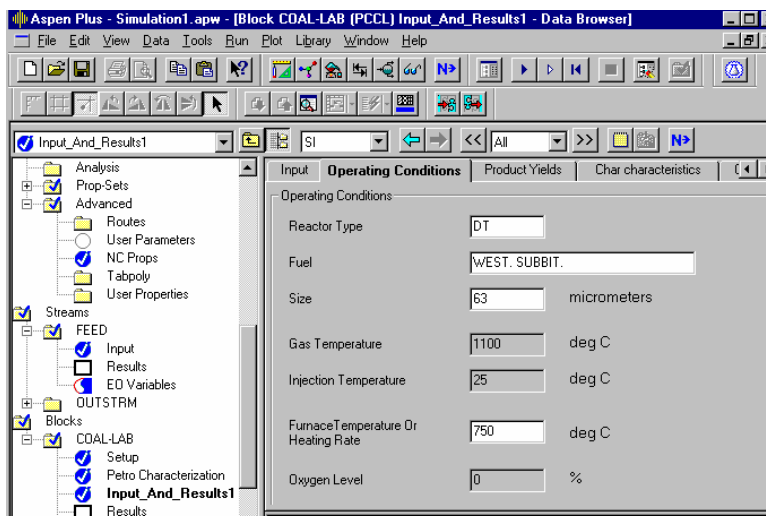 Aspen Plus - Simulation1.apw - [Block COAL-LAB (PCCL) Input_And_Results1 - Data Browser]
File Edit View Data Tools Run Plot Library Window Help
N>
Input_And_Results1 SI << All >> N>
Analysis
Prop-Sets
Advanced
Routes
User Parameters
NC Props
Tabpoly
User Properties
Streams
FEED
Input
Results
EO Variables
OUTSTRM
Blocks
COAL-LAB
Setup
Petro Characterization
Input_And_Results1
Results
Input Operating Conditions Product Yields Char characteristics
Operating Conditions
Reactor Type DT
Fuel WEST. SUBBIT.
Size 63 micrometers
Gas Temperature 1100 deg C
Injection Temperature 25 deg C
FurnaceTemperature Or
Heating Rate 750 deg C
Oxygen Level 0 %